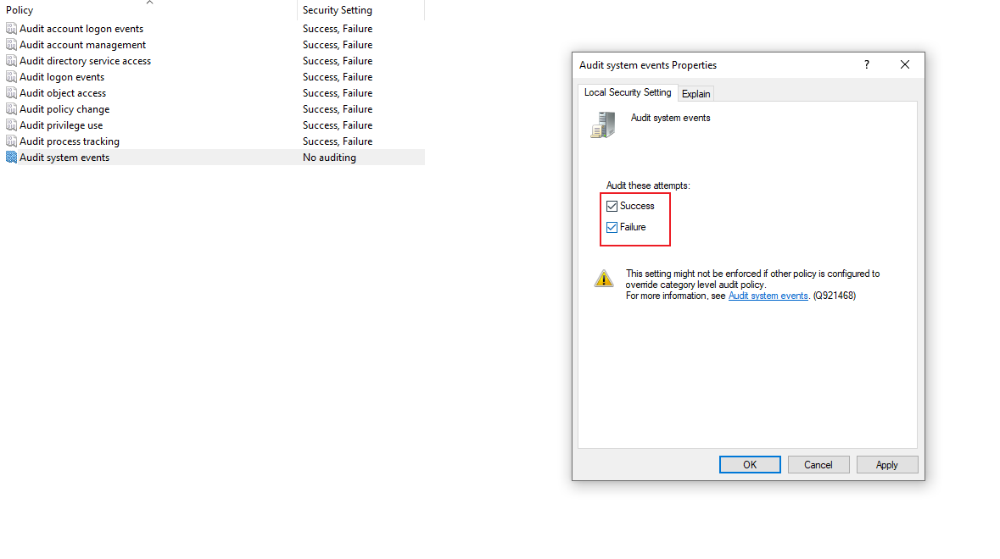 Policy Security Setting
Audit account logon events Success, Failure
Audit account management Success, Failure
Audit directory service access Success, Failure
Audit logon events Success, Failure
Audit object access Success, Failure
Audit policy change Success, Failure
Audit privilege use Success, Failure
Audit process tracking Success, Failure
Audit system events No auditing
Audit system events Properties ?
Local Security Setting Explain
Audit system events
Audit these attempts:
Success
Failure
This setting might not be enforced if other policy is configured to
override category level audit policy.
For more information, see Audit system events. (Q921468)
OK Cancel Apply